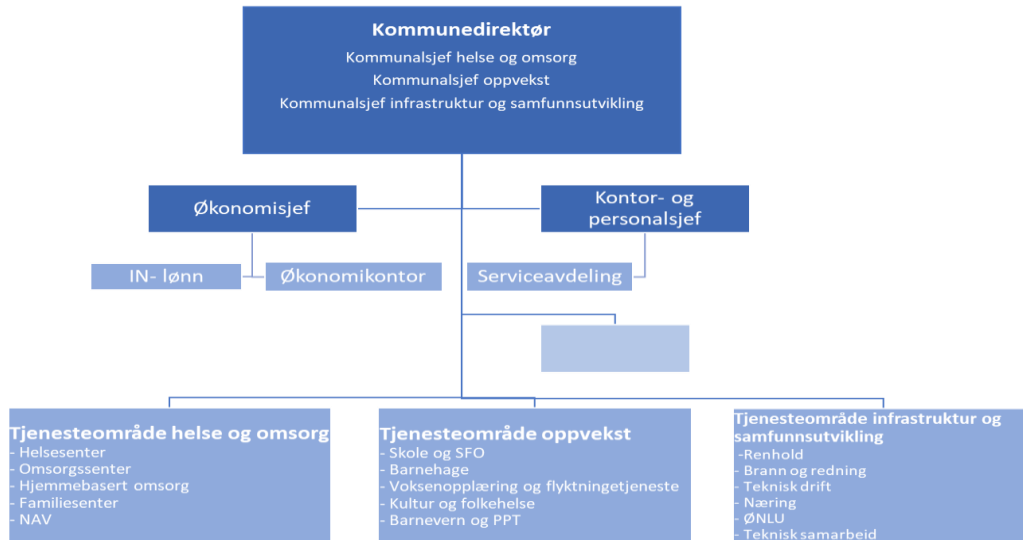 Kommunedirektør
Kommunalsjef helse og omsorg
Kommunalsjef oppvekst
Kommunalsjef infrastruktur og samfunnsutvikling
Økonomisjef
Kontor- og
personalsjef
IN- lønn
Økonomikontor
Serviceavdeling
Tjenesteområde helse og omsorg
- Helsesenter
- Omsorgssenter
- Hjemmebasert omsorg
- Familiesenter
- NAV
Tjenesteområde oppvekst
- Skole og SFO
- Barnehage
- Voksenopplæring og flyktningetjeneste
- Kultur og folkehelse
- Barnevern og PPT
Tjenesteområde infrastruktur og
samfunnsutvikling
-Renhold
- Brann og redning
- Teknisk drift
- Næring
- ØNLU
- Teknisk samarbeid